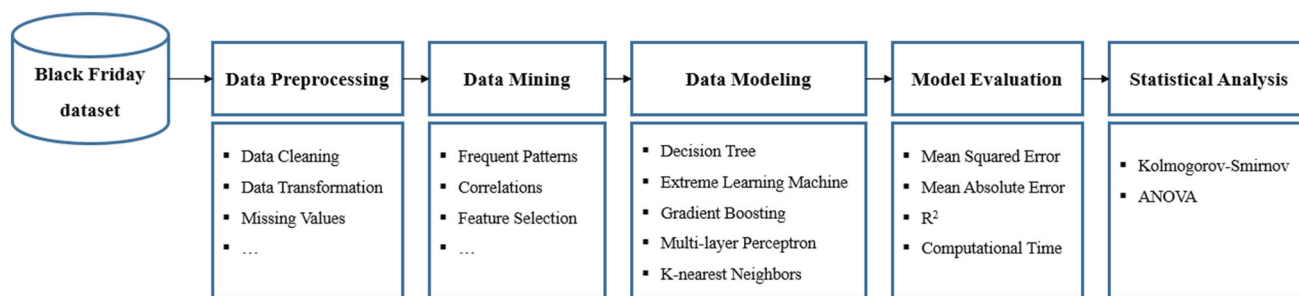 Black Friday
dataset
Data Preprocessing
▪ Data Cleaning
▪ Data Transformation
▪ Missing Values
▪ …
Data Mining
▪ Frequent Patterns
▪ Correlations
▪ Feature Selection
▪ …
Data Modeling
▪ Decision Tree
▪ Extreme Learning Machine
▪ Gradient Boosting
▪ Multi-layer Perceptron
▪ K-nearest Neighbors
Model Evaluation
▪ Mean Squared Error
▪ Mean Absolute Error
▪ R²
▪ Computational Time
Statistical Analysis
▪ Kolmogorov-Smirnov
▪ ANOVA